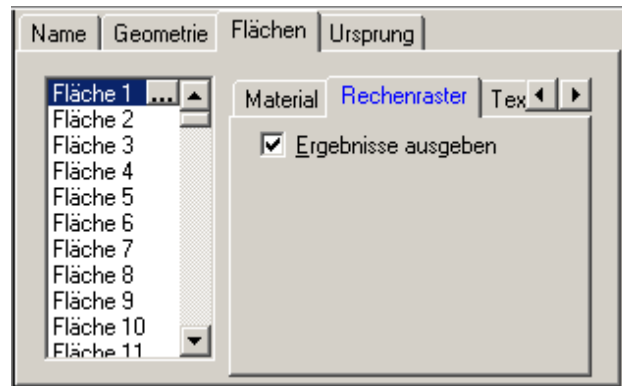 Name Geometrie Flächen Ursprung
Fläche 1 ...
Fläche 2
Fläche 3
Fläche 4
Fläche 5
Fläche 6
Fläche 7
Fläche 8
Fläche 9
Fläche 10
Fläche 11
Material Rechenraster Tex
Ergebnisse ausgeben